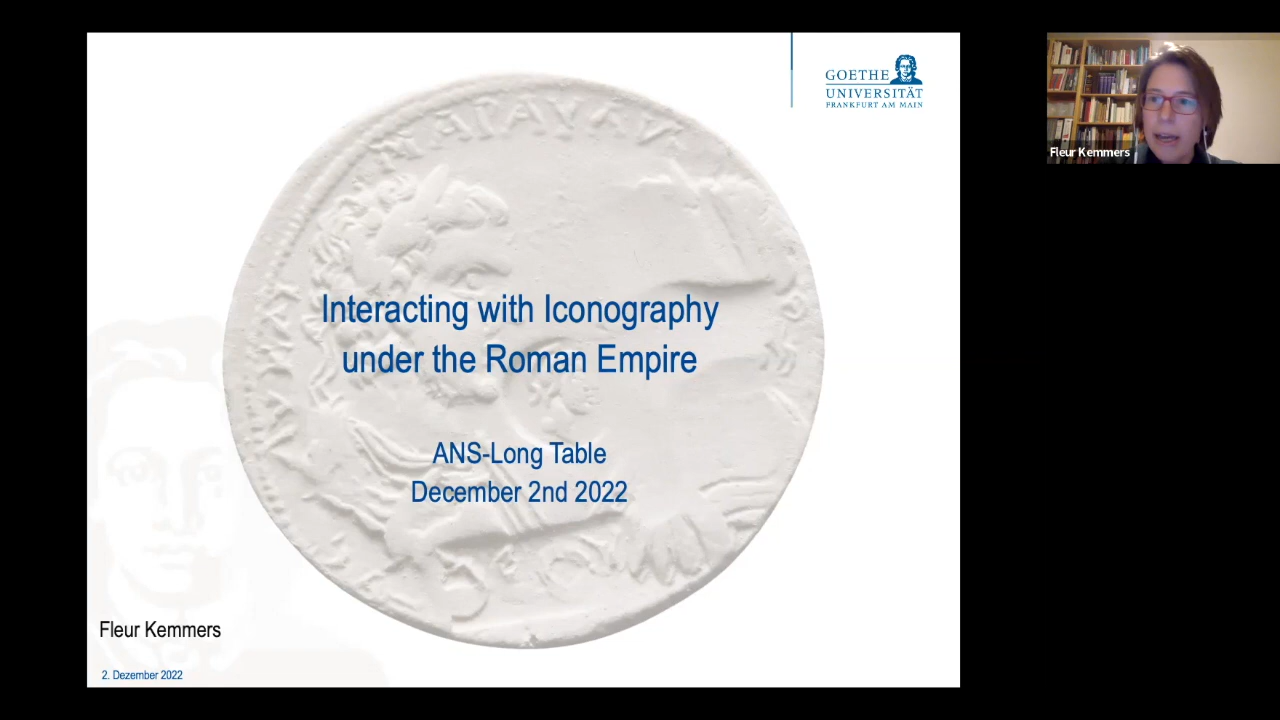 GOETHE
UNIVERSITÄT
FRANKFURT AM MAIN
Interacting with Iconography
under the Roman Empire
ANS-Long Table
December 2nd 2022
Fleur Kemmers
2. Dezember 2022
Fleur Kemmers